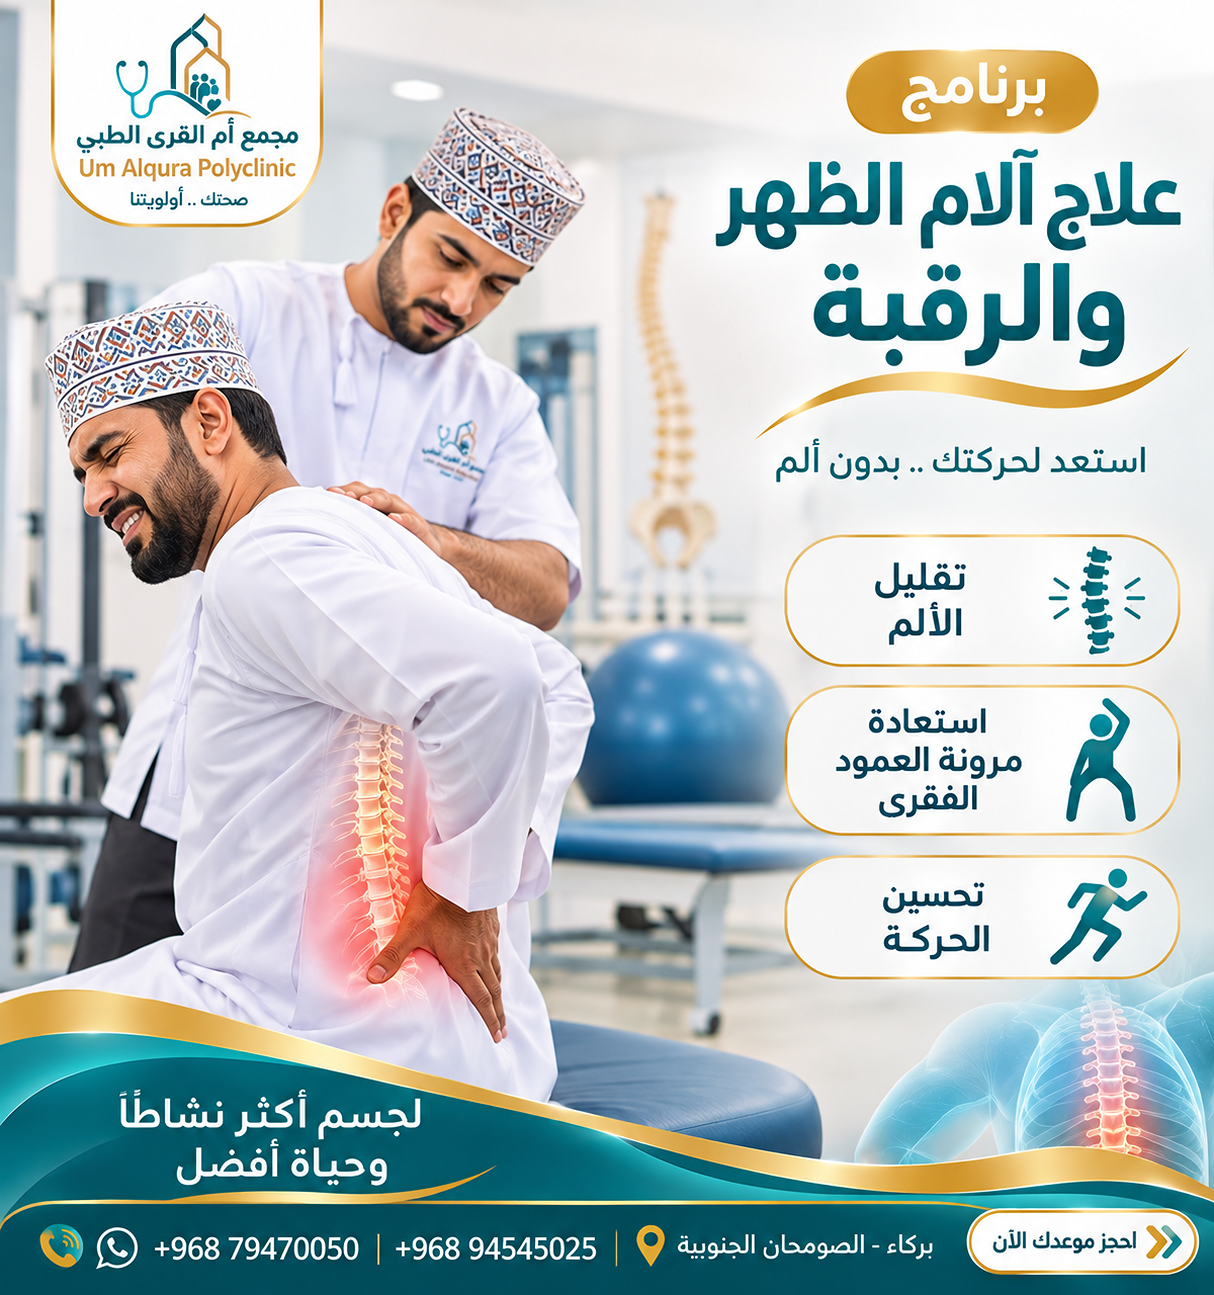 مجمع أم القرى الطبي
Um Alqura Polyclinic
صحتك .. أولويتنا
برنامج
علاج آلام الظهر
والرقبة
استعد لحركتك .. بدون ألم
تقليل
الألم
استعادة
مرونة العمود
الفقرى
تحسين
الحركة
لجسم أكثر نشاطًا
وحياة أفضل
+968 79470050 | +968 94545025
بركاء - الصومحان الجنوبية
احجز موعدك الآن